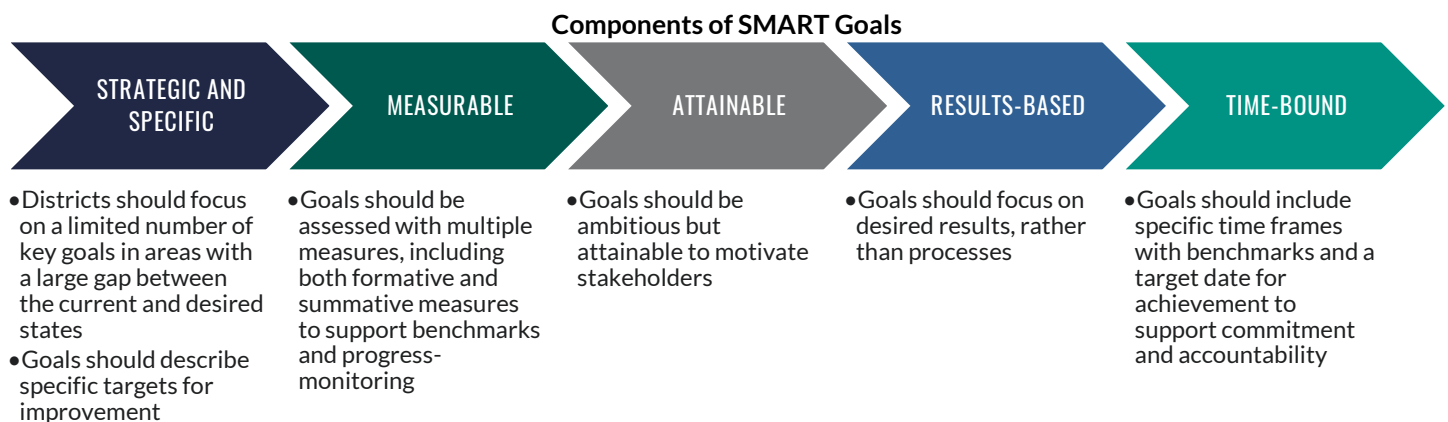 Components of SMART Goals
STRATEGIC AND
SPECIFIC
MEASURABLE
ATTAINABLE
RESULTS-BASED
TIME-BOUND
•Districts should focus
on a limited number of
key goals in areas with
a large gap between
the current and desired
states
•Goals should describe
specific targets for
improvement
•Goals should be
assessed with multiple
measures, including
both formative and
summative measures
to support benchmarks
and progress-
monitoring
•Goals should be
ambitious but
attainable to motivate
stakeholders
•Goals should focus on
desired results, rather
than processes
•Goals should include
specific time frames
with benchmarks and a
target date for
achievement to
support commitment
and accountability